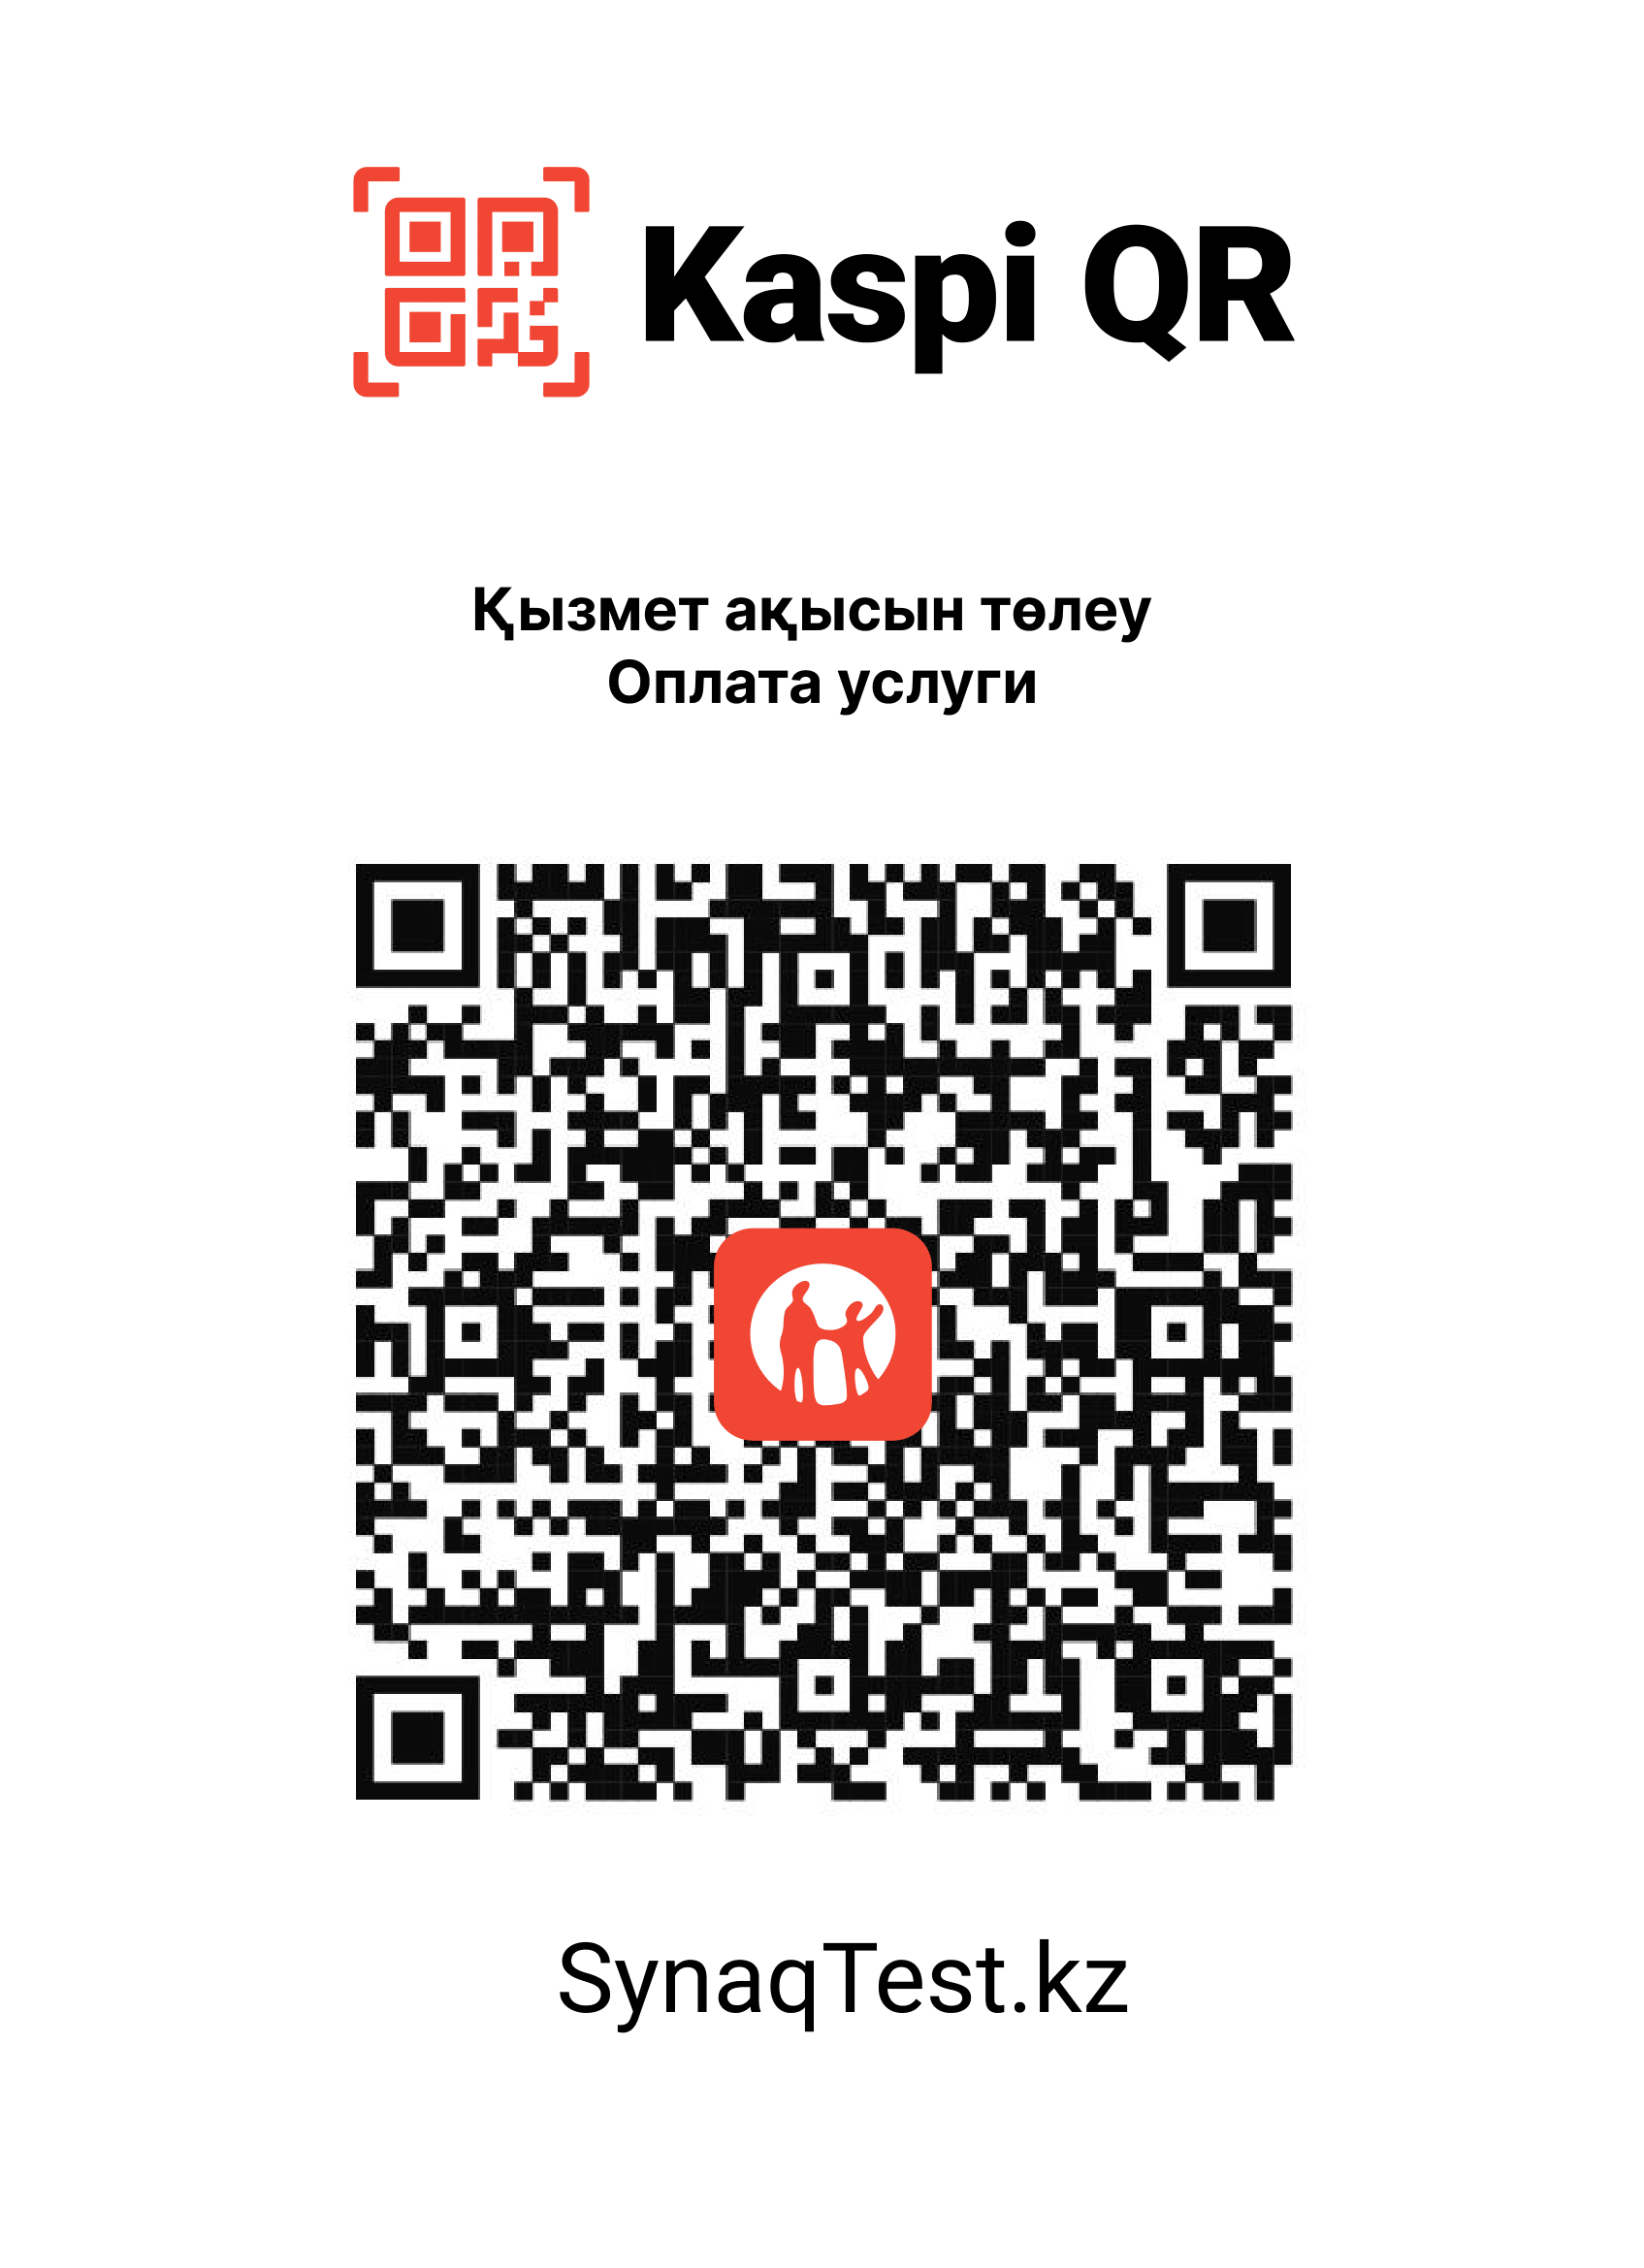 Kaspi QR
Қызмет ақысын төлеу
Оплата услуги
SynaqTest.kz